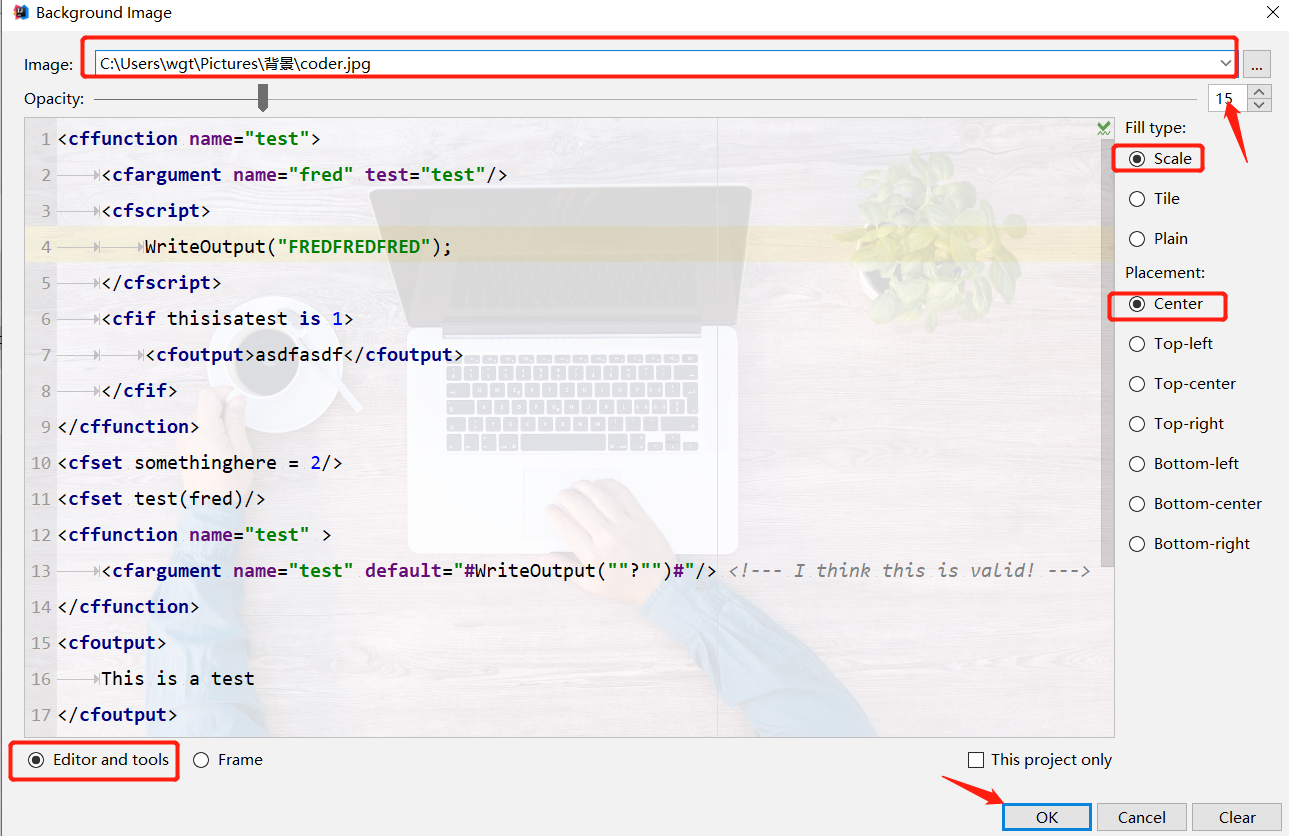 Background Image
Image: C:\Users\wgt\Pictures\背景\coder.jpg ...
Opacity: 15
1 <cffunction name="test">
2 <cfargument name="fred" test="test"/>
3 <cfscript>
4 WriteOutput("FREDFREDFRED");
5 </cfscript>
6 <cfif thisisatest is 1>
7 <cfoutput>asdfasdf</cfoutput>
8 </cfif>
9 </cffunction>
10 <cfset somethinghere = 2/>
11 <cfset test(fred)/>
12 <cffunction name="test" >
13 <cfargument name="test" default="#WriteOutput(""?"")#"/> <!--- I think this is valid! --->
14 </cffunction>
15 <cfoutput>
16 This is a test
17 </cfoutput>
Fill type:
Scale
Tile
Plain
Placement:
Center
Top-left
Top-center
Top-right
Bottom-left
Bottom-center
Bottom-right
Editor and tools Frame This project only
OK Cancel Clear